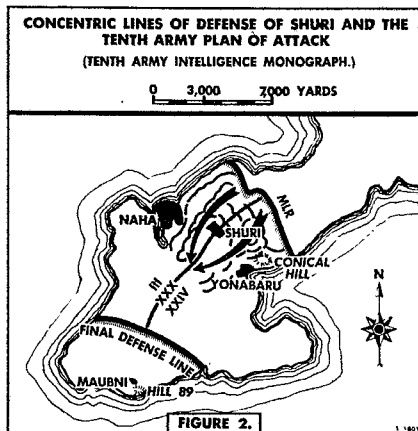 CONCENTRIC LINES OF DEFENSE OF SHURI AND THE
TENTH ARMY PLAN OF ATTACK
(TENTH ARMY INTELLIGENCE MONOGRAPH.)
0 3,000 7000 YARDS
MLR
NAHA
SHURI
CONICAL
HILL
YONABARU
N
III
XXX
XXIV
FINAL DEFENSE LINE
MAUBNI
HILL 89
FIGURE 2.